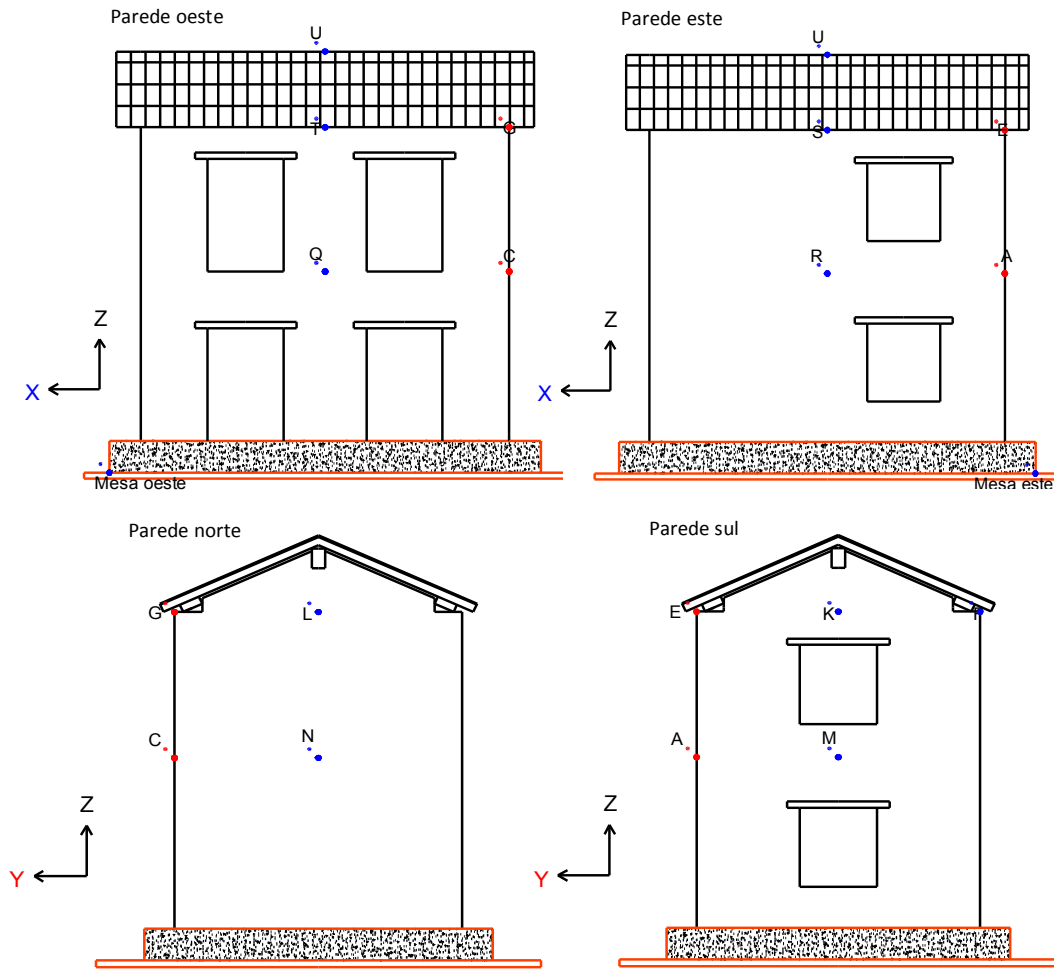 Parede oeste
U
T
G
Q
C
Z
X
Mesa oeste
Parede este
U
S
E
R
A
Z
X
Mesa este
Parede norte
G
L
C
N
Z
Y
Parede sul
E
K
A
M
Z
Y